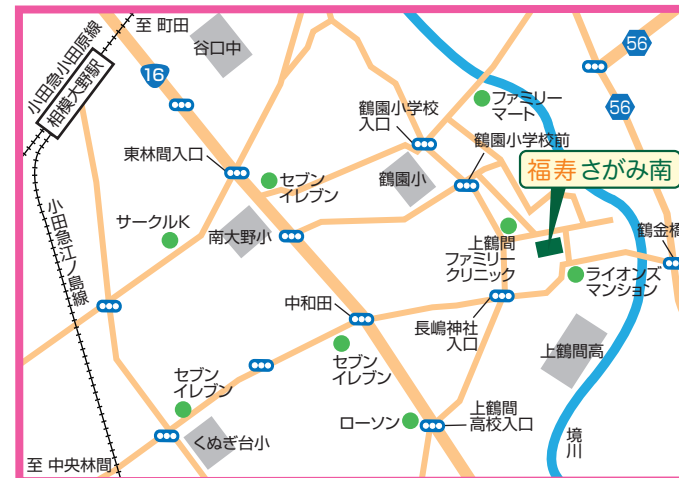 至 町田
谷口中
小田急小田原線
相模大野駅
16
56
56
ファミリー
マート
鶴園小学校
入口
鶴園小学校前
東林間入口
セブン
イレブン
鶴園小
福寿さがみ南
サークルK
南大野小
小田急江ノ島線
上鶴間
ファミリー
クリニック
鶴金橋
ライオンズ
マンション
中和田
長嶋神社
入口
セブン
イレブン
上鶴間高
セブン
イレブン
ローソン
上鶴間
高校入口
くぬぎ台小
境川
至 中央林間